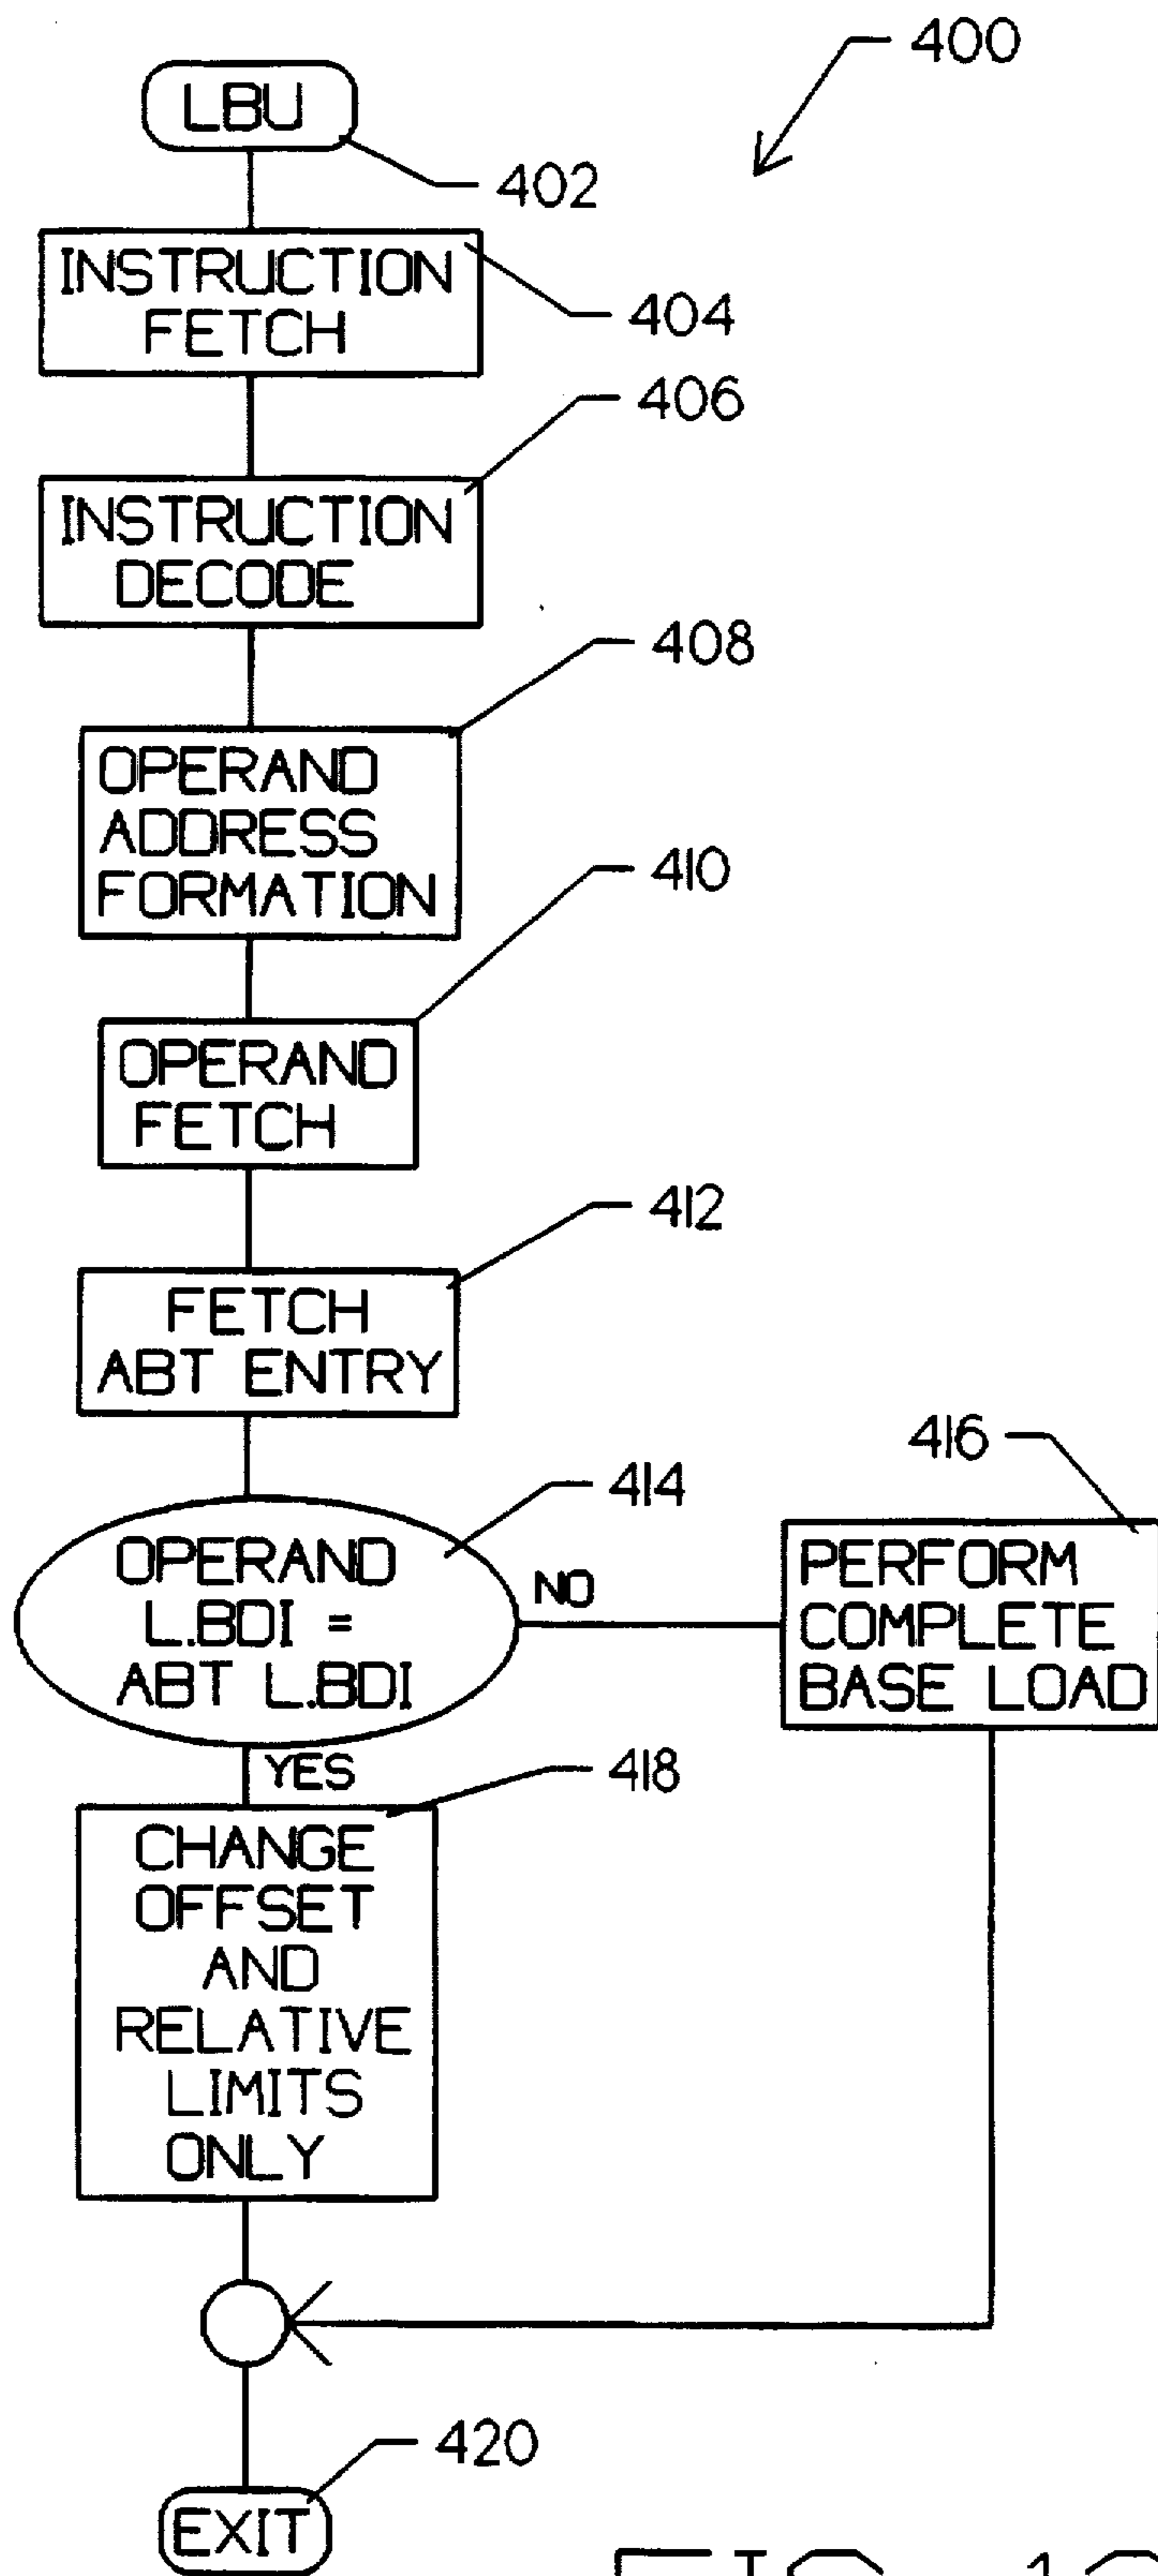 400
LBU
402
INSTRUCTION
FETCH
404
406
INSTRUCTION
DECODE
408
OPERAND
ADDRESS
FORMATION
410
OPERAND
FETCH
412
FETCH
ABT ENTRY
414
416
OPERAND
L.BDI =
ABT L.BDI
NO
PERFORM
COMPLETE
BASE LOAD
YES
418
CHANGE
OFFSET
AND
RELATIVE
LIMITS
ONLY
420
EXIT